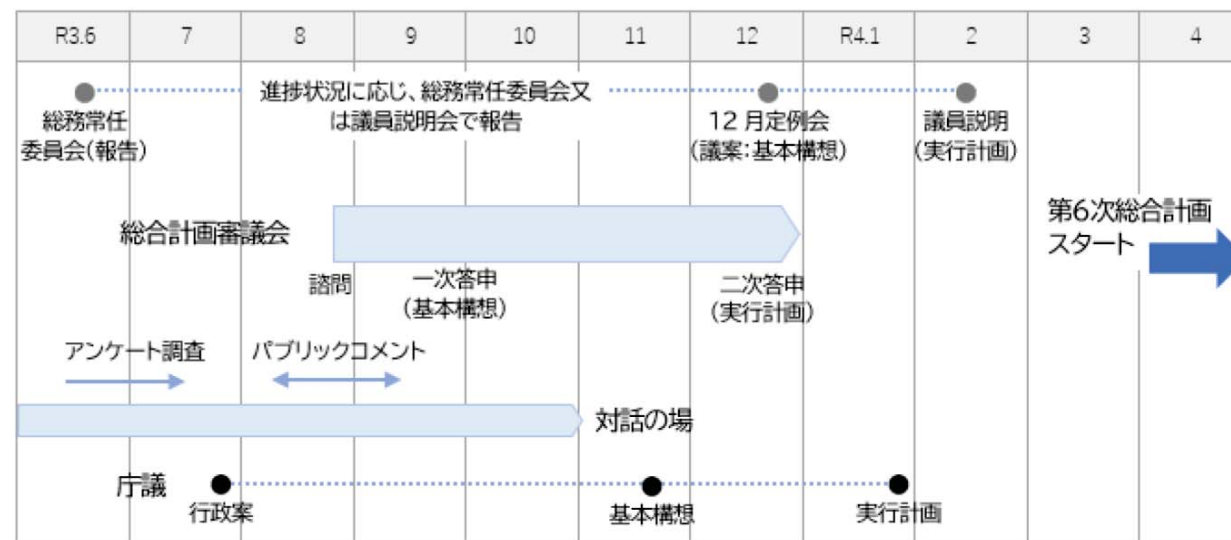 R3.6 7 8 9 10 11 12 R4.1 2 3 4
進捗状況に応じ、総務常任委員会又
は議員説明会で報告
総務常任
委員会(報告)
12月定例会
(議案:基本構想)
議員説明
(実行計画)
総合計画審議会
第6次総合計画
スタート
諮問
一次答申
(基本構想)
二次答申
(実行計画)
アンケート調査
パブリックコメント
対話の場
庁議
行政案
基本構想
実行計画